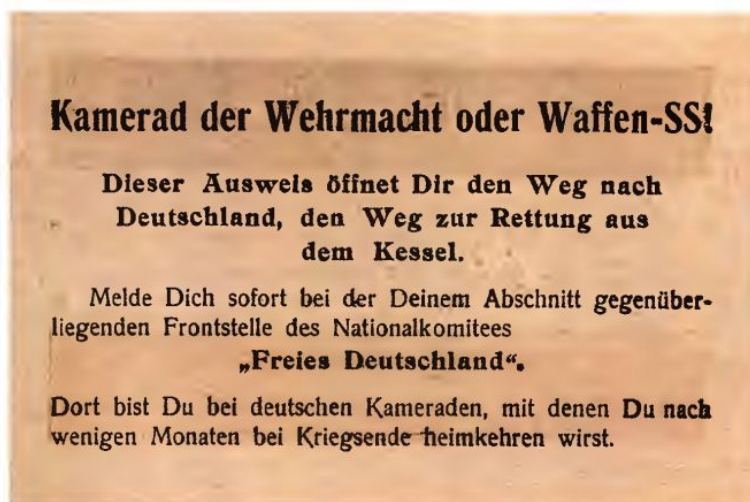 Kamerad der Wehrmacht oder Waffen-SS!
Dieser Ausweis öffnet Dir den Weg nach
Deutschland, den Weg zur Rettung aus
dem Kessel.
Melde Dich sofort bei der Deinem Abschnitt gegenüber-
liegenden Frontstelle des Nationalkomitees
„Freies Deutschland“.
Dort bist Du bei deutschen Kameraden, mit denen Du nach
wenigen Monaten bei Kriegsende heimkehren wirst.